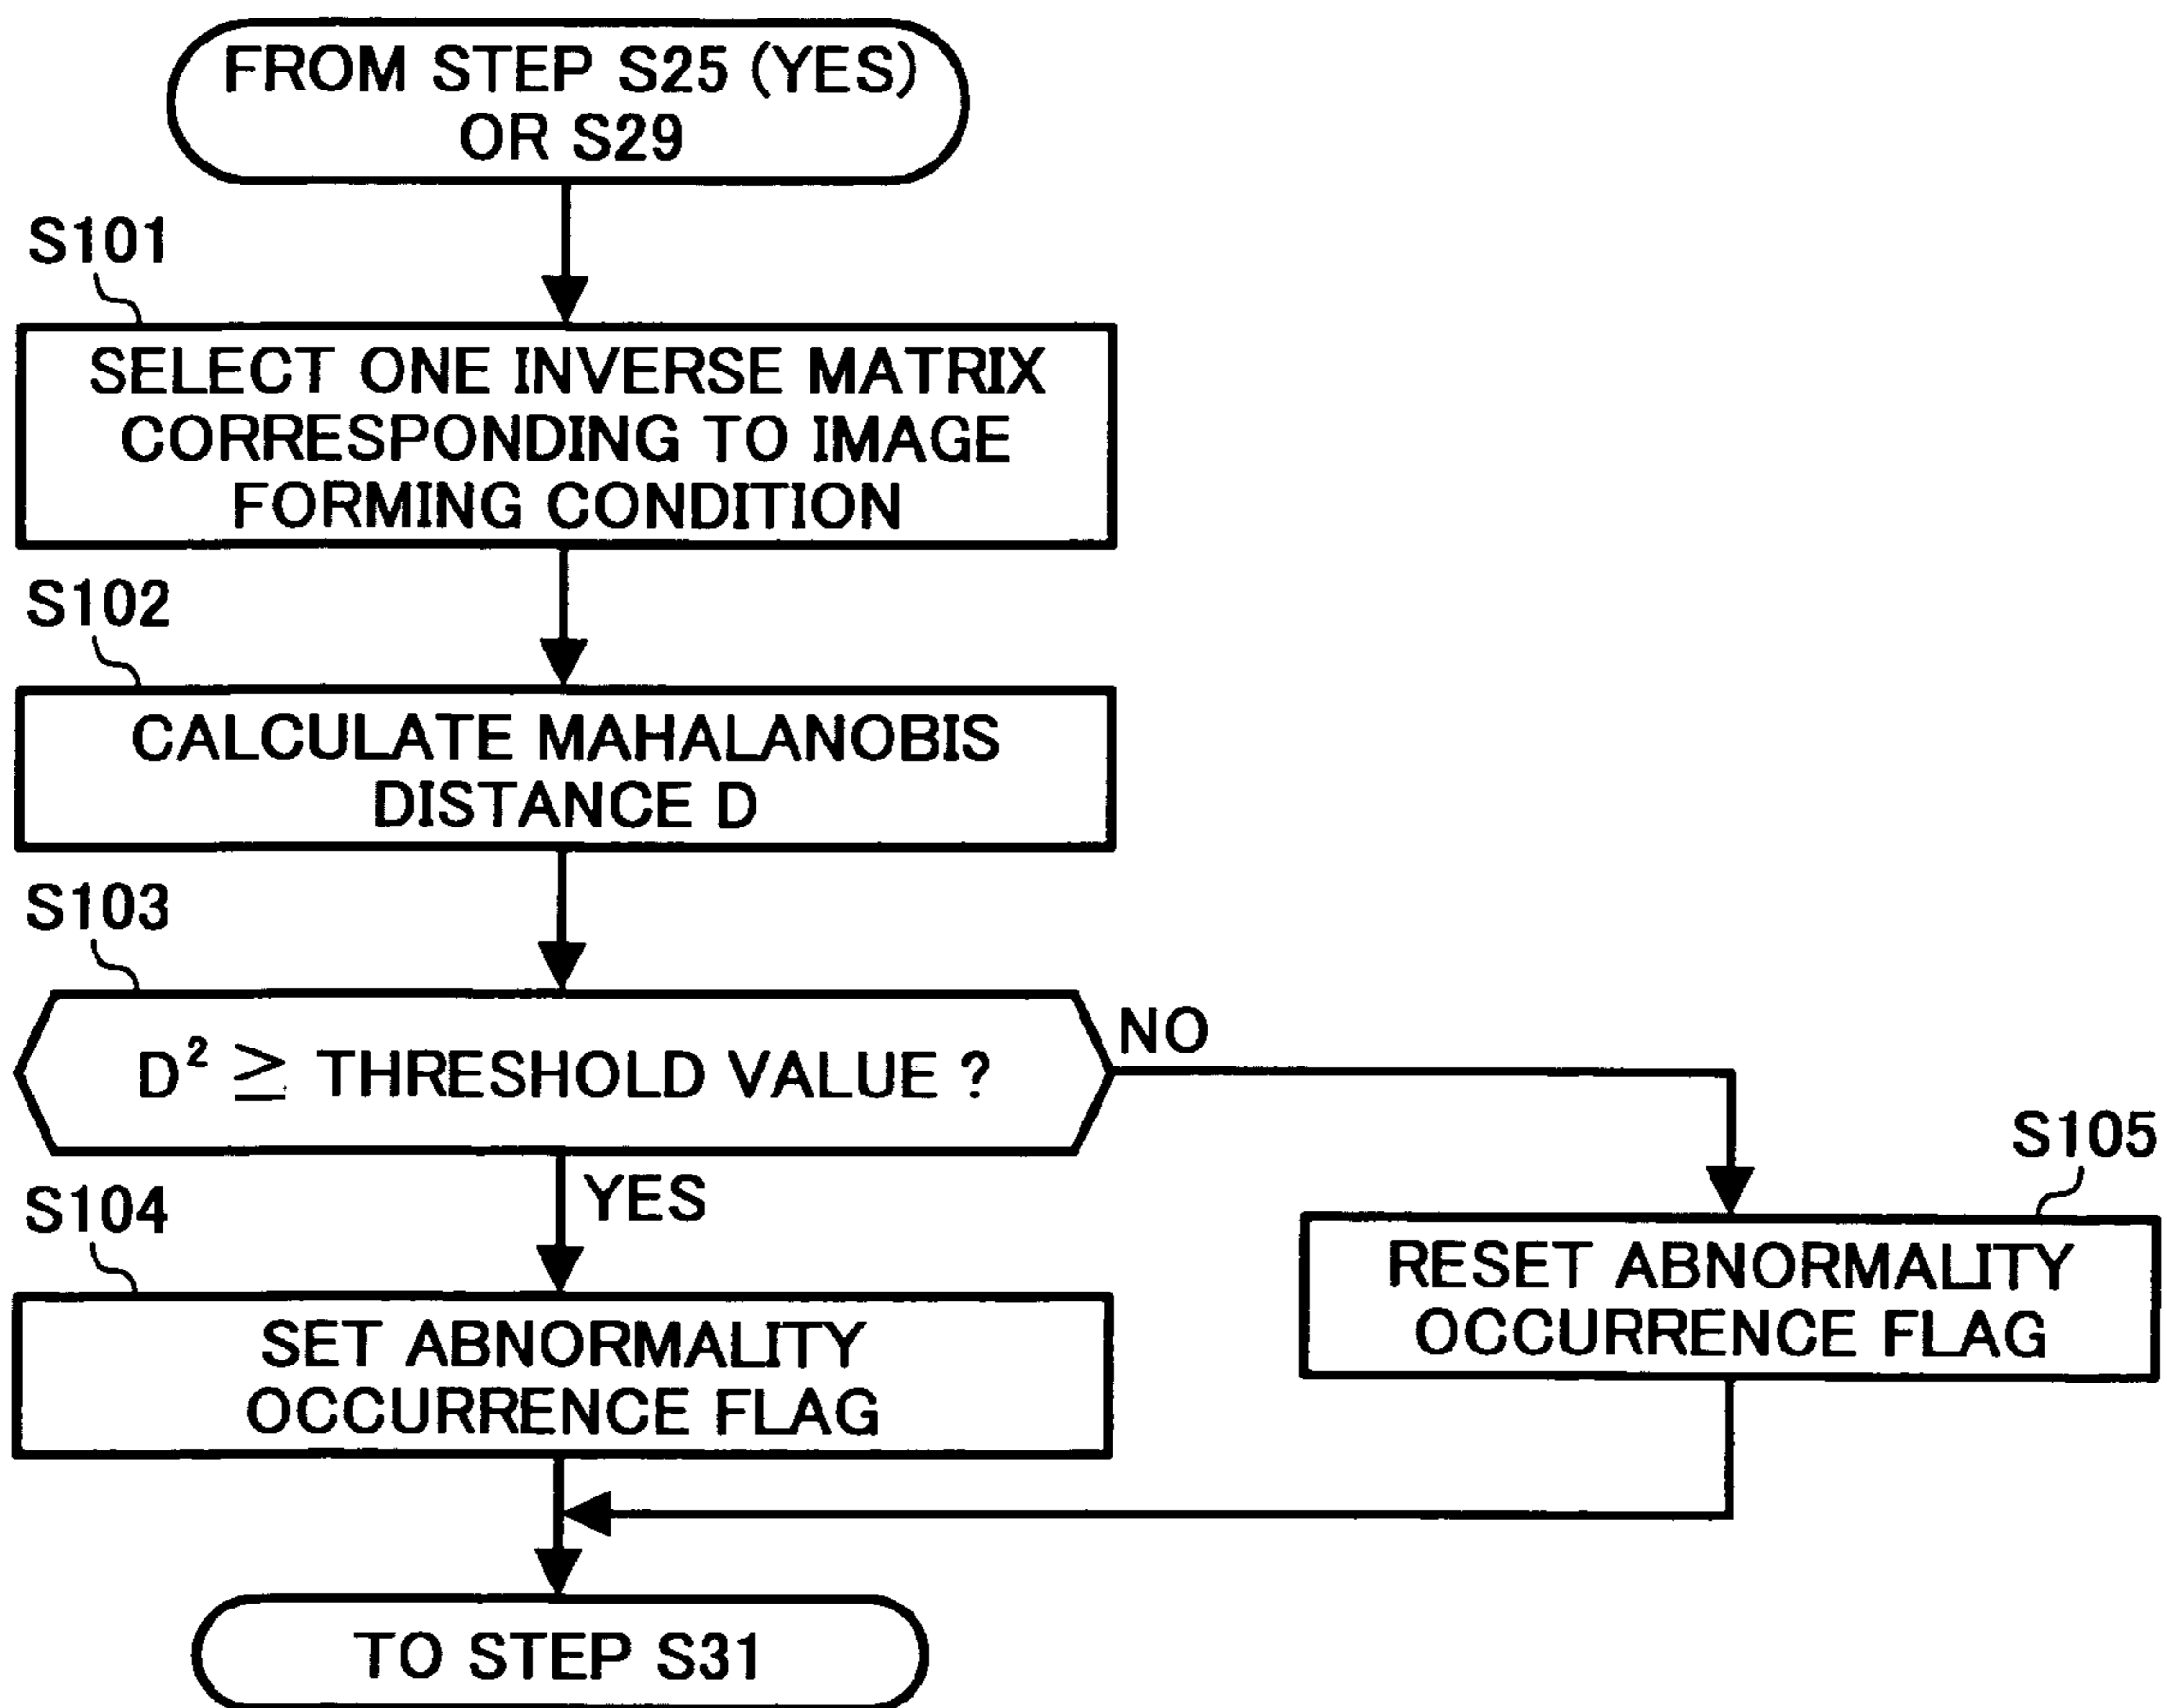 FROM STEP S25 (YES)
OR S29
S101
SELECT ONE INVERSE MATRIX
CORRESPONDING TO IMAGE
FORMING CONDITION
S102
CALCULATE MAHALANOBIS
DISTANCE D
S103
D² ≥ THRESHOLD VALUE ?
NO
YES
S104
SET ABNORMALITY
OCCURRENCE FLAG
S105
RESET ABNORMALITY
OCCURRENCE FLAG
TO STEP S31